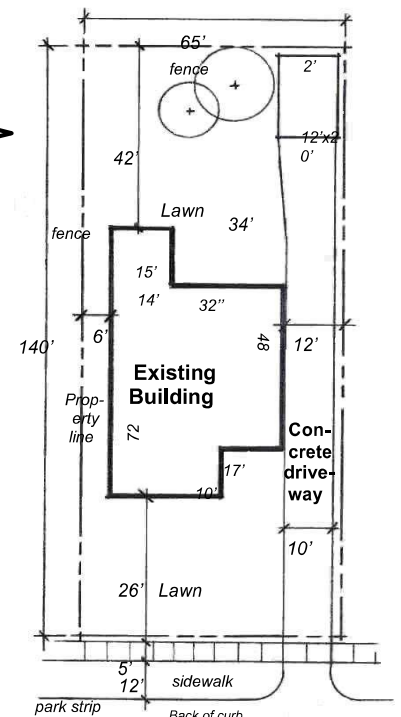 65’
fence
2’
12’x2
0’
42’
Lawn
34’
fence
15’
14’
32’’
48
6’
12’
140’
Existing
Building
Prop-
erty
line
72
Con-
crete
drive-
way
17’
10’
10’
26’
Lawn
5’
12’
sidewalk
park strip
Back of curb